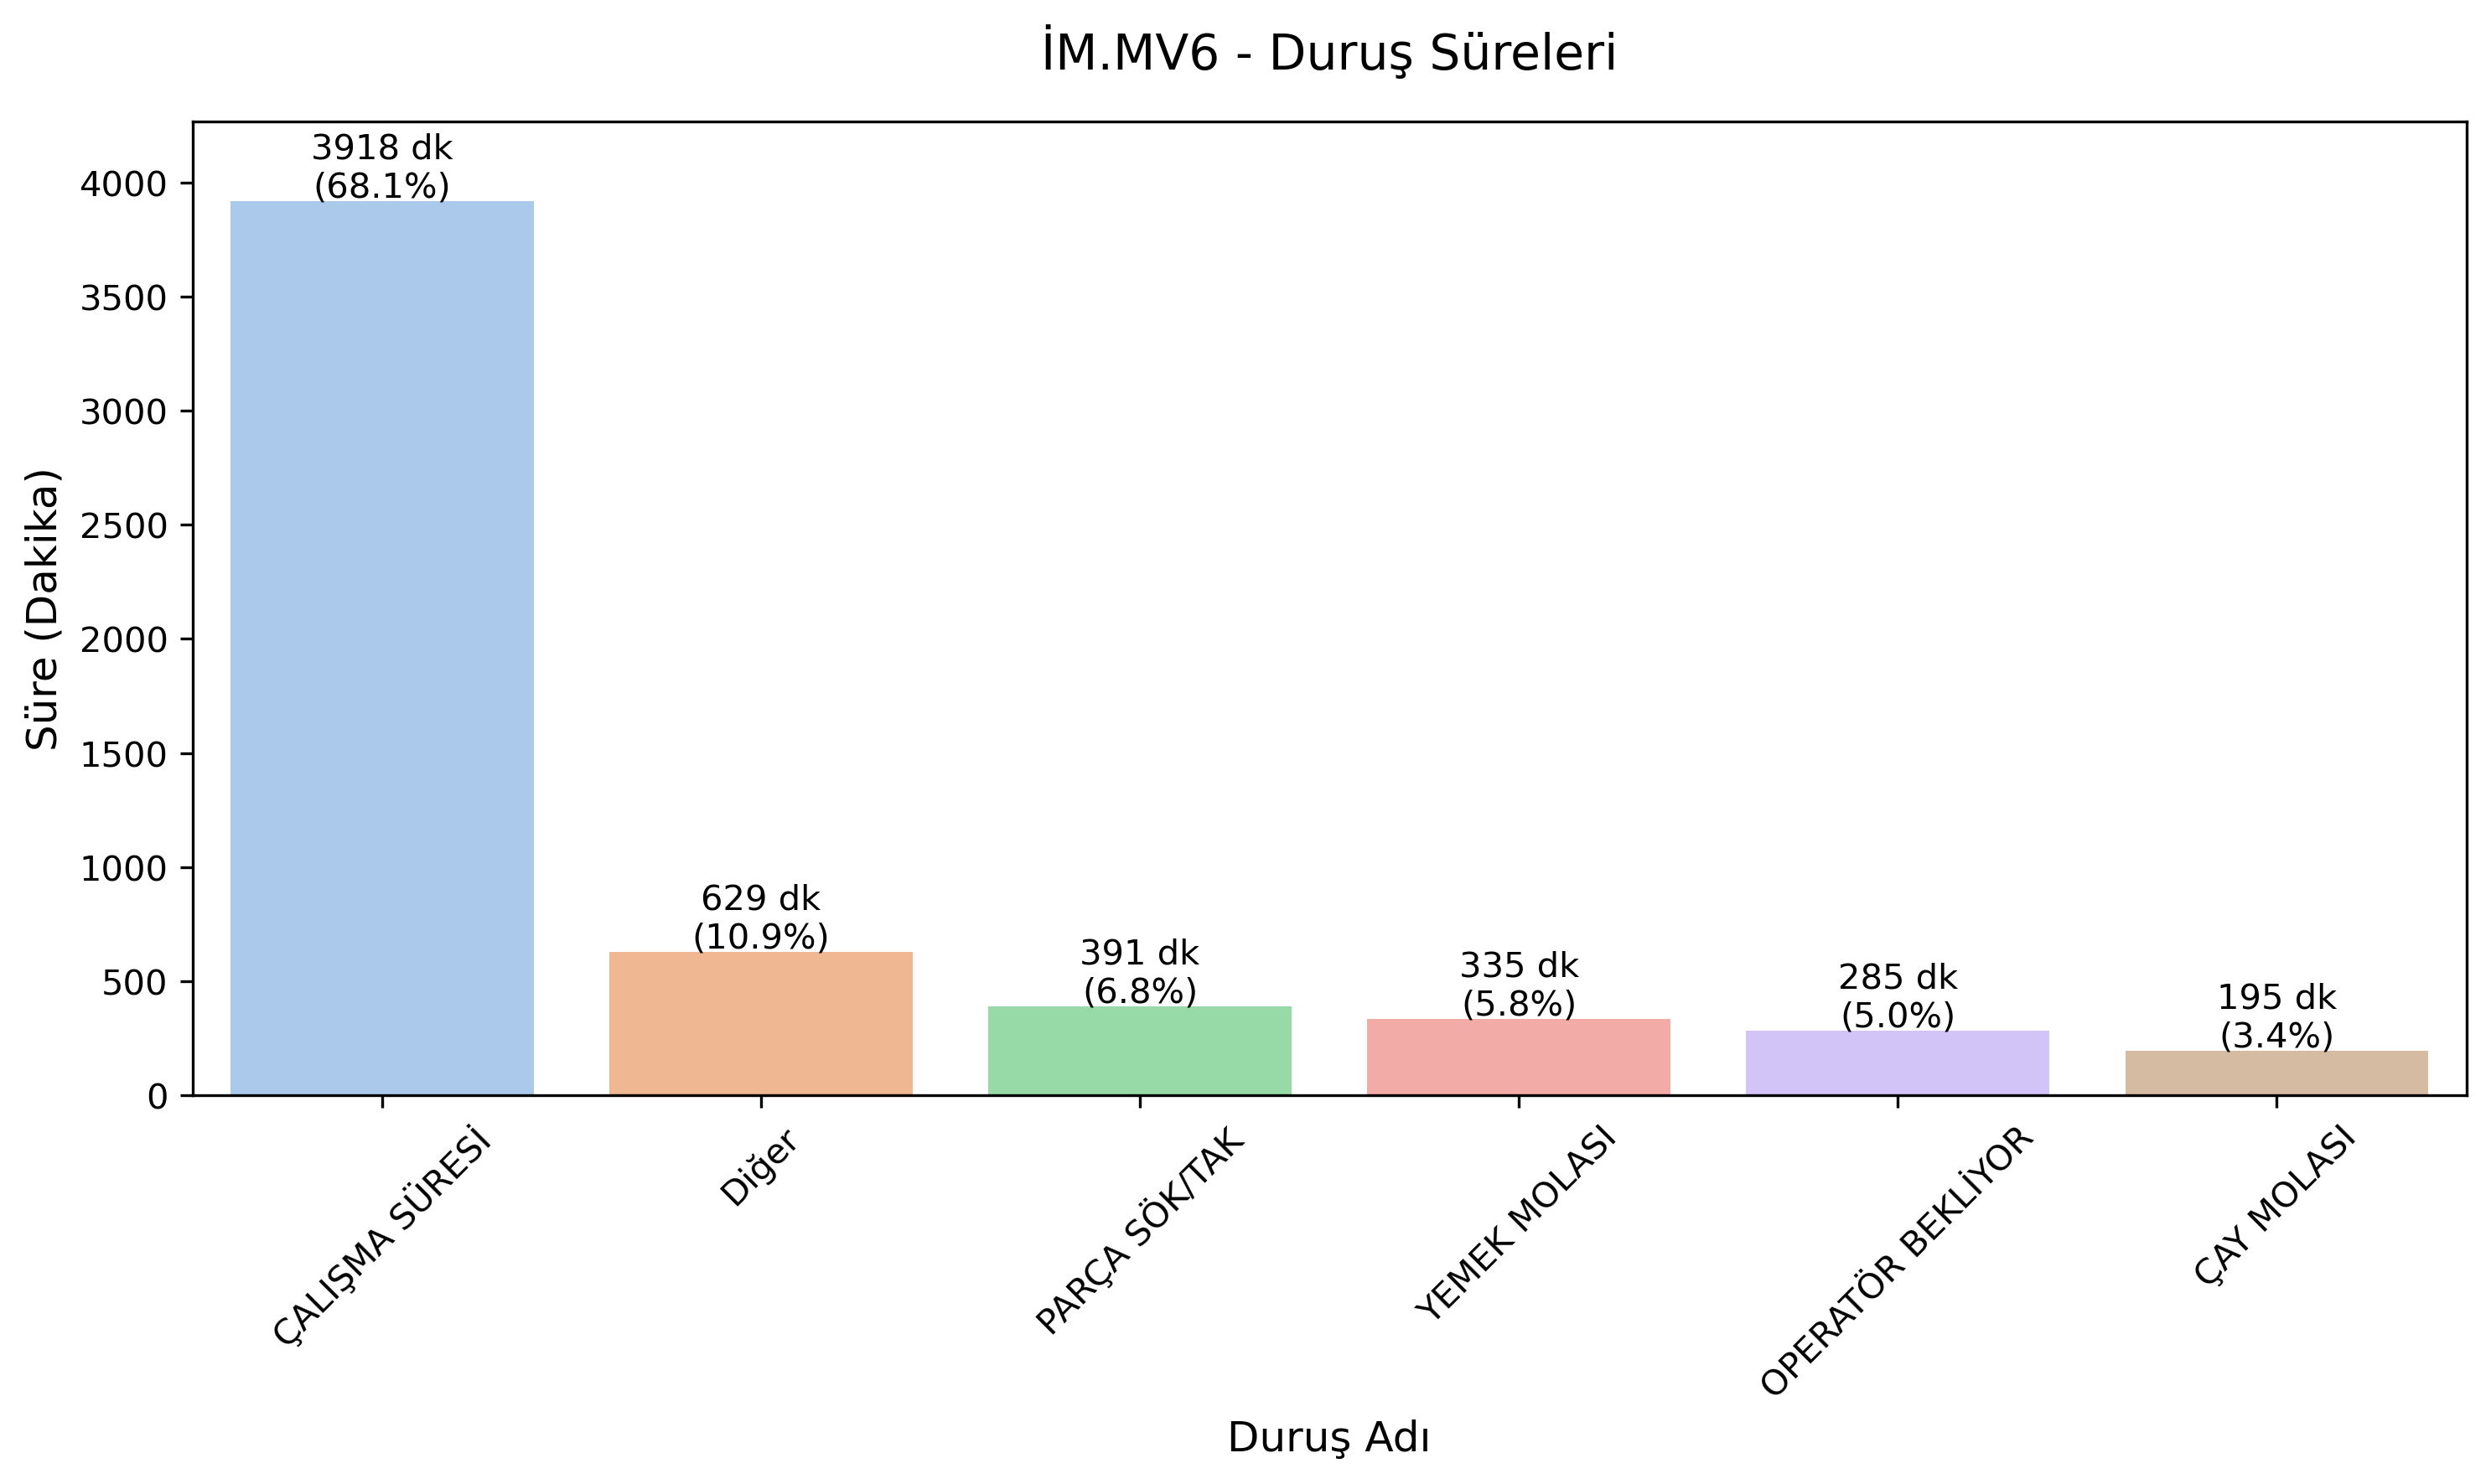 İM.MV6 - Duruş Süreleri
Süre (Dakika)
4000
3500
3000
2500
2000
1500
1000
500
0
3918 dk
(68.1%)
629 dk
(10.9%)
391 dk
(6.8%)
335 dk
(5.8%)
285 dk
(5.0%)
195 dk
(3.4%)
ÇALIŞMA SÜRESİ
Diğer
PARÇA SÖK/TAK
YEMEK MOLASI
OPERATÖR BEKLİYOR
ÇAY MOLASI
Duruş Adı